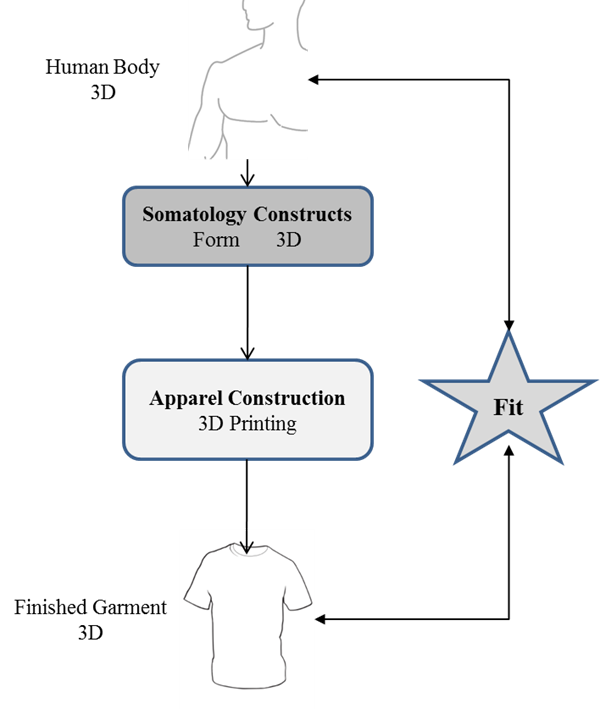 Human Body
3D
Somatology Constructs
Form 3D
Apparel Construction
3D Printing
Fit
Finished Garment
3D